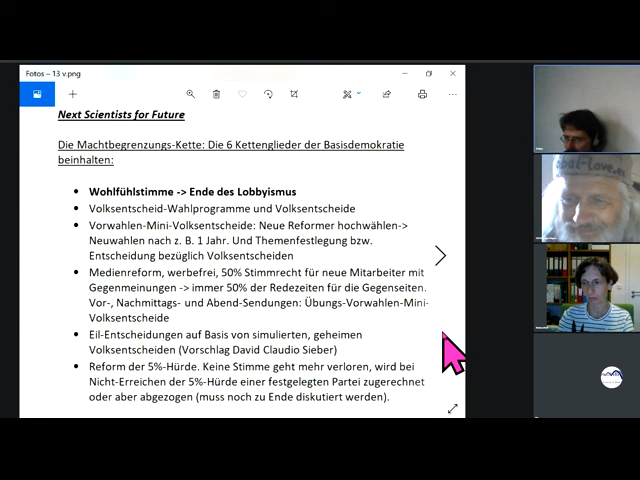 Fotos – 13 v.png
Next Scientists for Future
Die Machtbegrenzungs-Kette: Die 6 Kettenglieder der Basisdemokratie
beinhalten:
• Wohlfühlstimme -> Ende des Lobbyismus
• Volksentscheid-Wahlprogramme und Volksentscheide
• Vorwahlen-Mini-Volksentscheide: Neue Reformer hochwählen->
Neuwahlen nach z. B. 1 Jahr. Und Themenfestlegung bzw.
Entscheidung bezüglich Volksentscheiden
• Medienreform, werbefrei, 50% Stimmrecht für neue Mitarbeiter mit
Gegenmeinungen -> immer 50% der Redezeiten für die Gegenseiten.
Vor-, Nachmittags- und Abend-Sendungen: Übungs-Vorwahlen-Mini-
Volksentscheide
• Eil-Entscheidungen auf Basis von simulierten, geheimen
Volksentscheiden (Vorschlag David Claudio Sieber)
• Reform der 5%-Hürde. Keine Stimme geht mehr verloren, wird bei
Nicht-Erreichen der 5%-Hürde einer festgelegten Partei zugerechnet
oder aber abgezogen (muss noch zu Ende diskutiert werden).